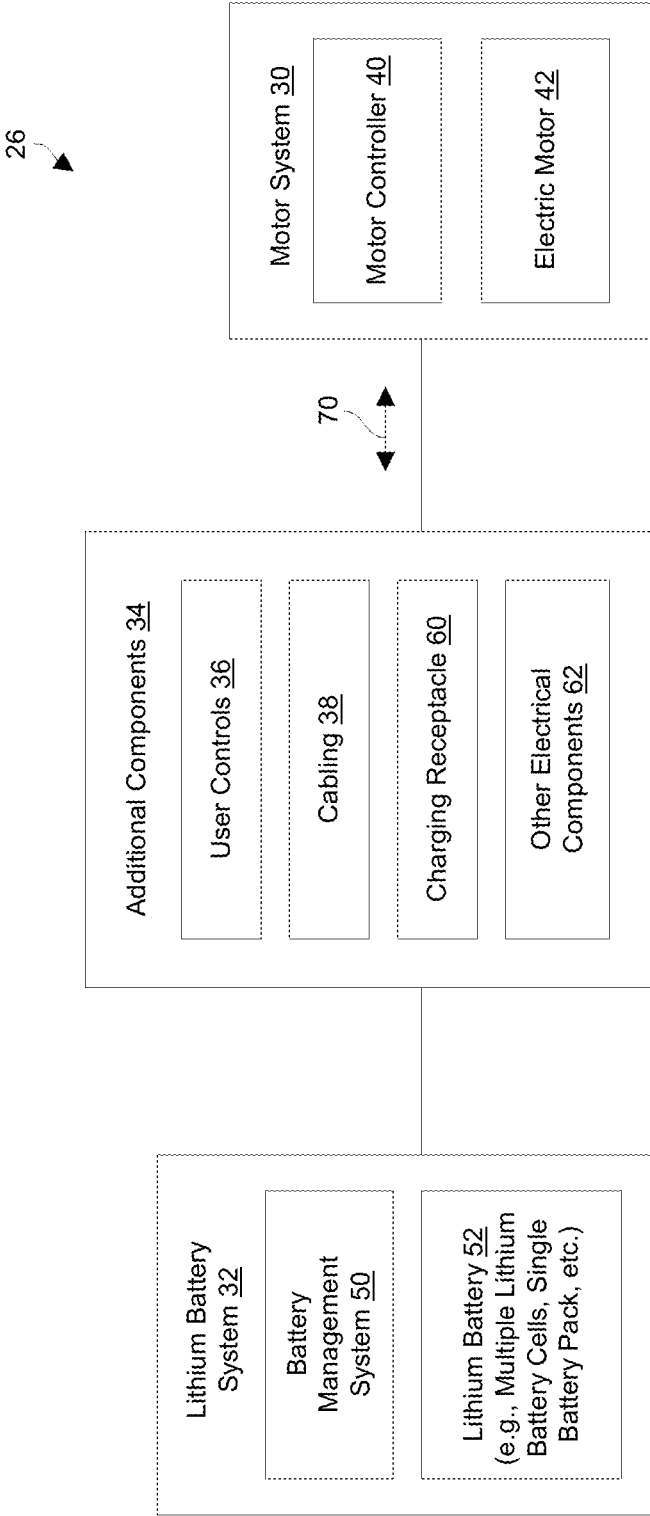 26
Lithium Battery
System 32
Battery
Management
System 50
Lithium Battery 52
(e.g., Multiple Lithium
Battery Cells, Single
Battery Pack, etc.)
Additional Components 34
User Controls 36
Cabling 38
Charging Receptacle 60
Other Electrical
Components 62
70
Motor System 30
Motor Controller 40
Electric Motor 42